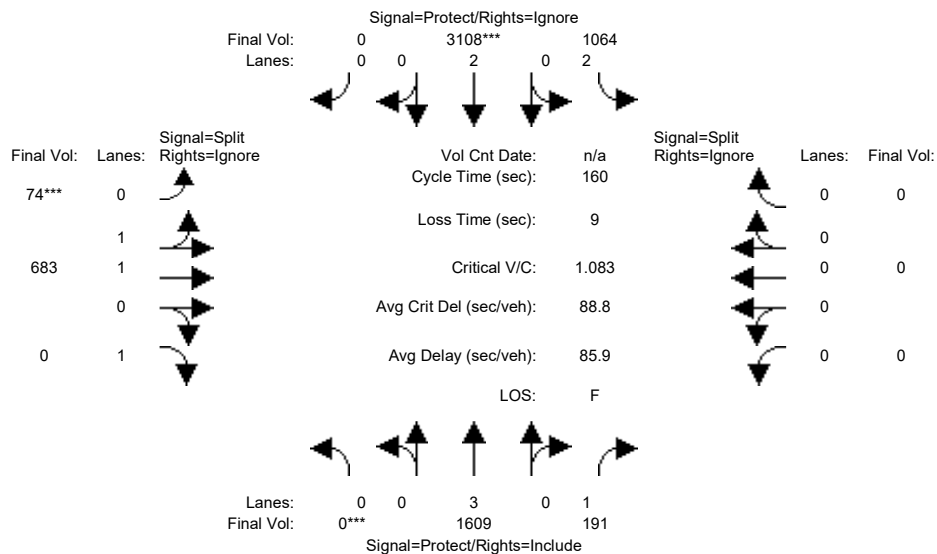 Signal=Protect/Rights=Ignore
Final Vol: 0 3108*** 1064
Lanes: 0 0 2 0 2
Signal=Split
Final Vol: Lanes: Rights=Ignore
Vol Cnt Date: n/a
Signal=Split
Rights=Ignore Lanes: Final Vol:
Cycle Time (sec): 160
74*** 0
0 0
Loss Time (sec): 9
1
0
683 1
Critical V/C: 1.083
0 0
0
Avg Crit Del (sec/veh): 88.8
0
0 1
Avg Delay (sec/veh): 85.9
0 0
LOS: F
Lanes: 0 0 3 0 1
Final Vol: 0*** 1609 191
Signal=Protect/Rights=Include